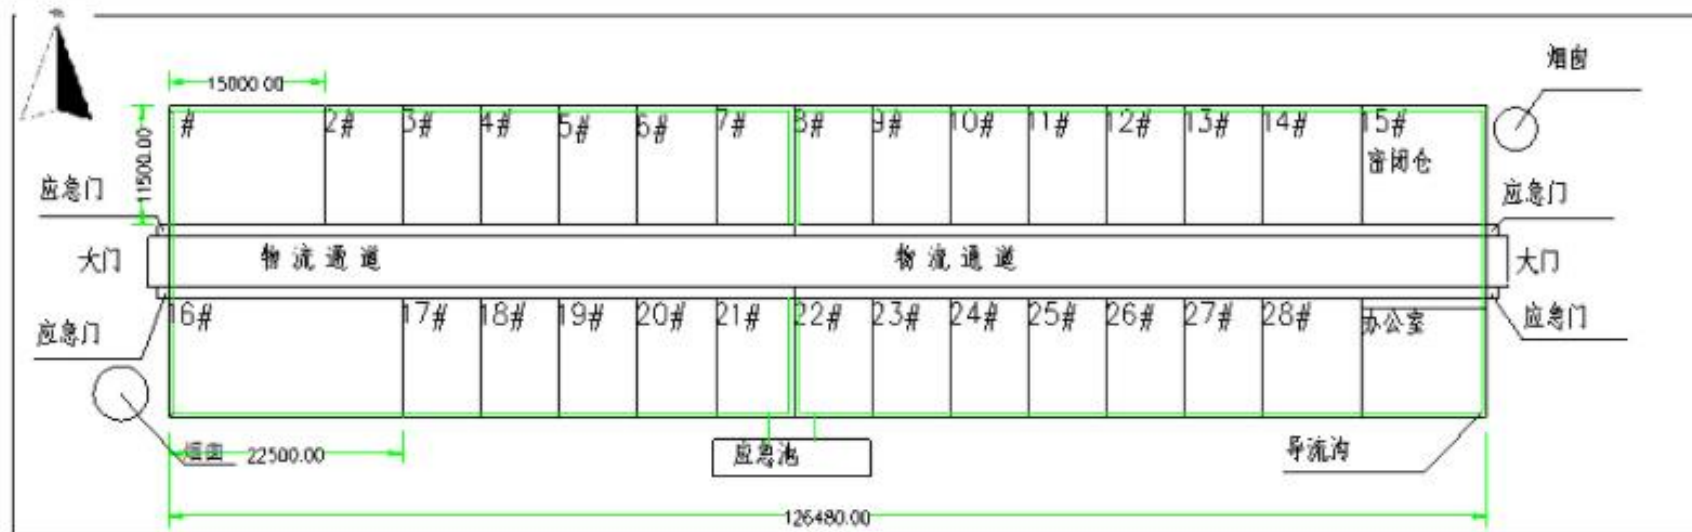 15000.00
烟囱
# 2# 3# 4# 5# 6# 7# 8# 9# 10# 11# 12# 13# 14# 15#
密闭仓
11500.00
应急门
应急门
大门
物流通道
物流通道
大门
16# 17# 18# 19# 20# 21# 22# 23# 24# 25# 26# 27# 28# 办公室
应急门
应急门
烟囱
22500.00
应急池
导流沟
126480.00